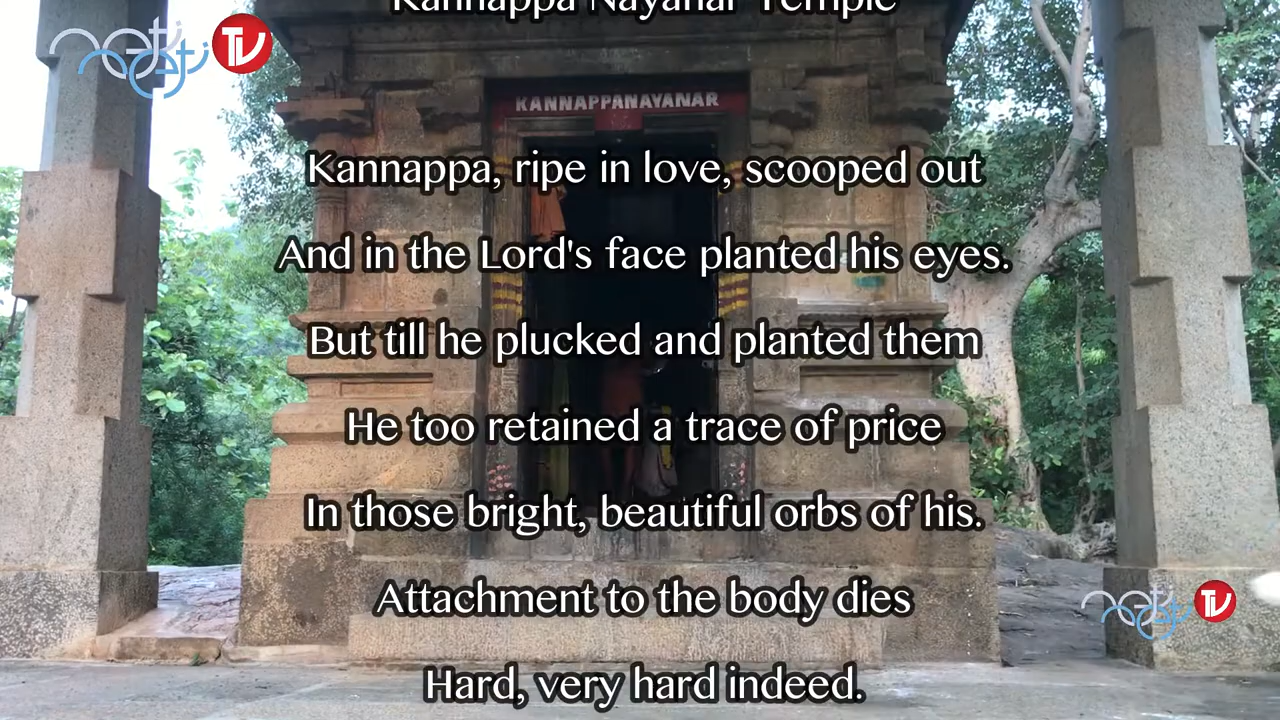 Kannappa Nayanar Temple
TV
KANNAPPANAYANAR
Kannappa, ripe in love, scooped out
And in the Lord's face planted his eyes.
But till he plucked and planted them
He too retained a trace of price
In those bright, beautiful orbs of his.
Attachment to the body dies
TV
Hard, very hard indeed.